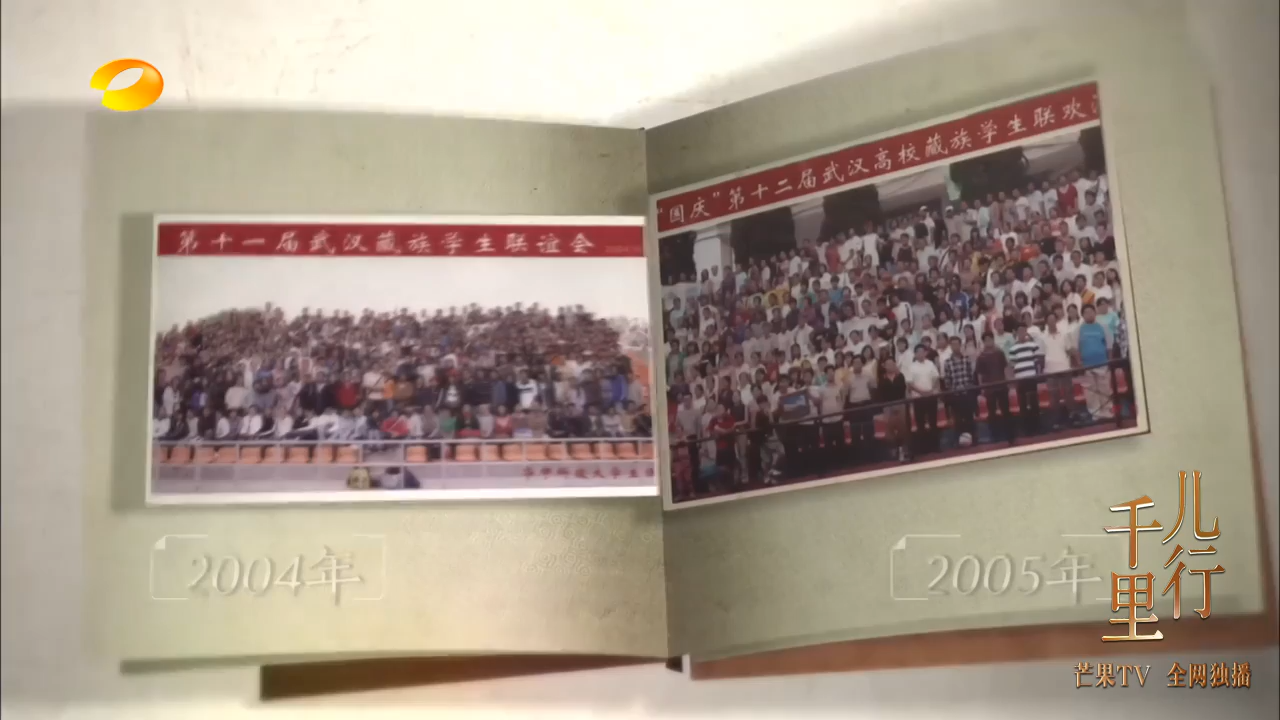 第十一届武汉藏族学生联谊会
"国庆"第十二届武汉高校藏族学生联欢
2004年
2005年
儿行
千里
芒果TV 全网独播